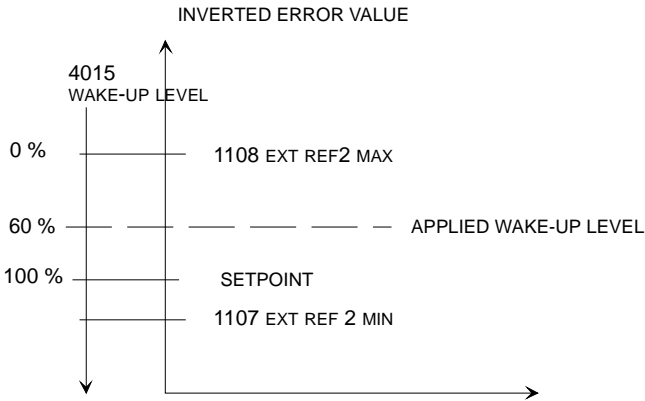 INVERTED ERROR VALUE
4015
WAKE-UP LEVEL
0 %
1108 EXT REF2 MAX
60 %
APPLIED WAKE-UP LEVEL
100 %
SETPOINT
1107 EXT REF 2 MIN